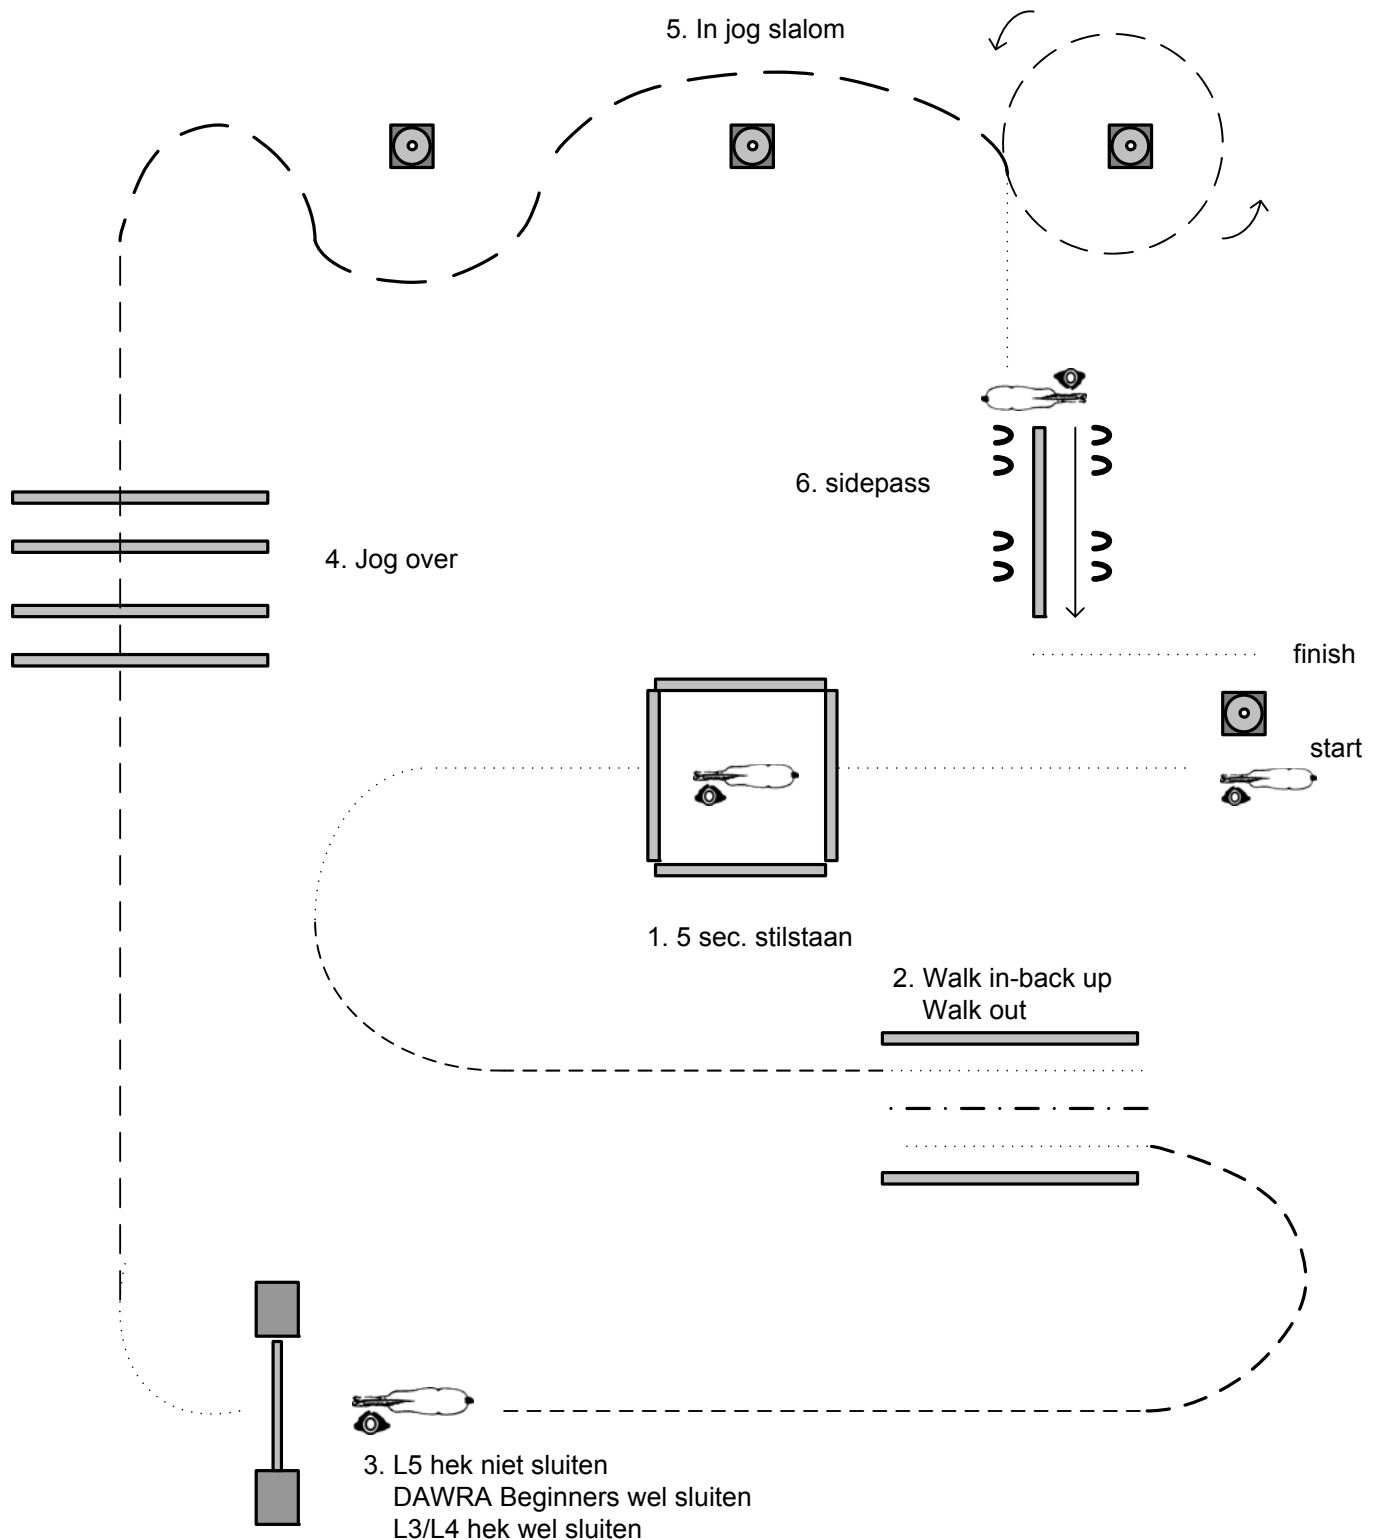 5. In jog slalom
6. sidepass
4. Jog over
finish
start
1. 5 sec. stilstaan
2. Walk in-back up
Walk out
3. L5 hek niet sluiten
DAWRA Beginners wel sluiten
L3/L4 hek wel sluiten